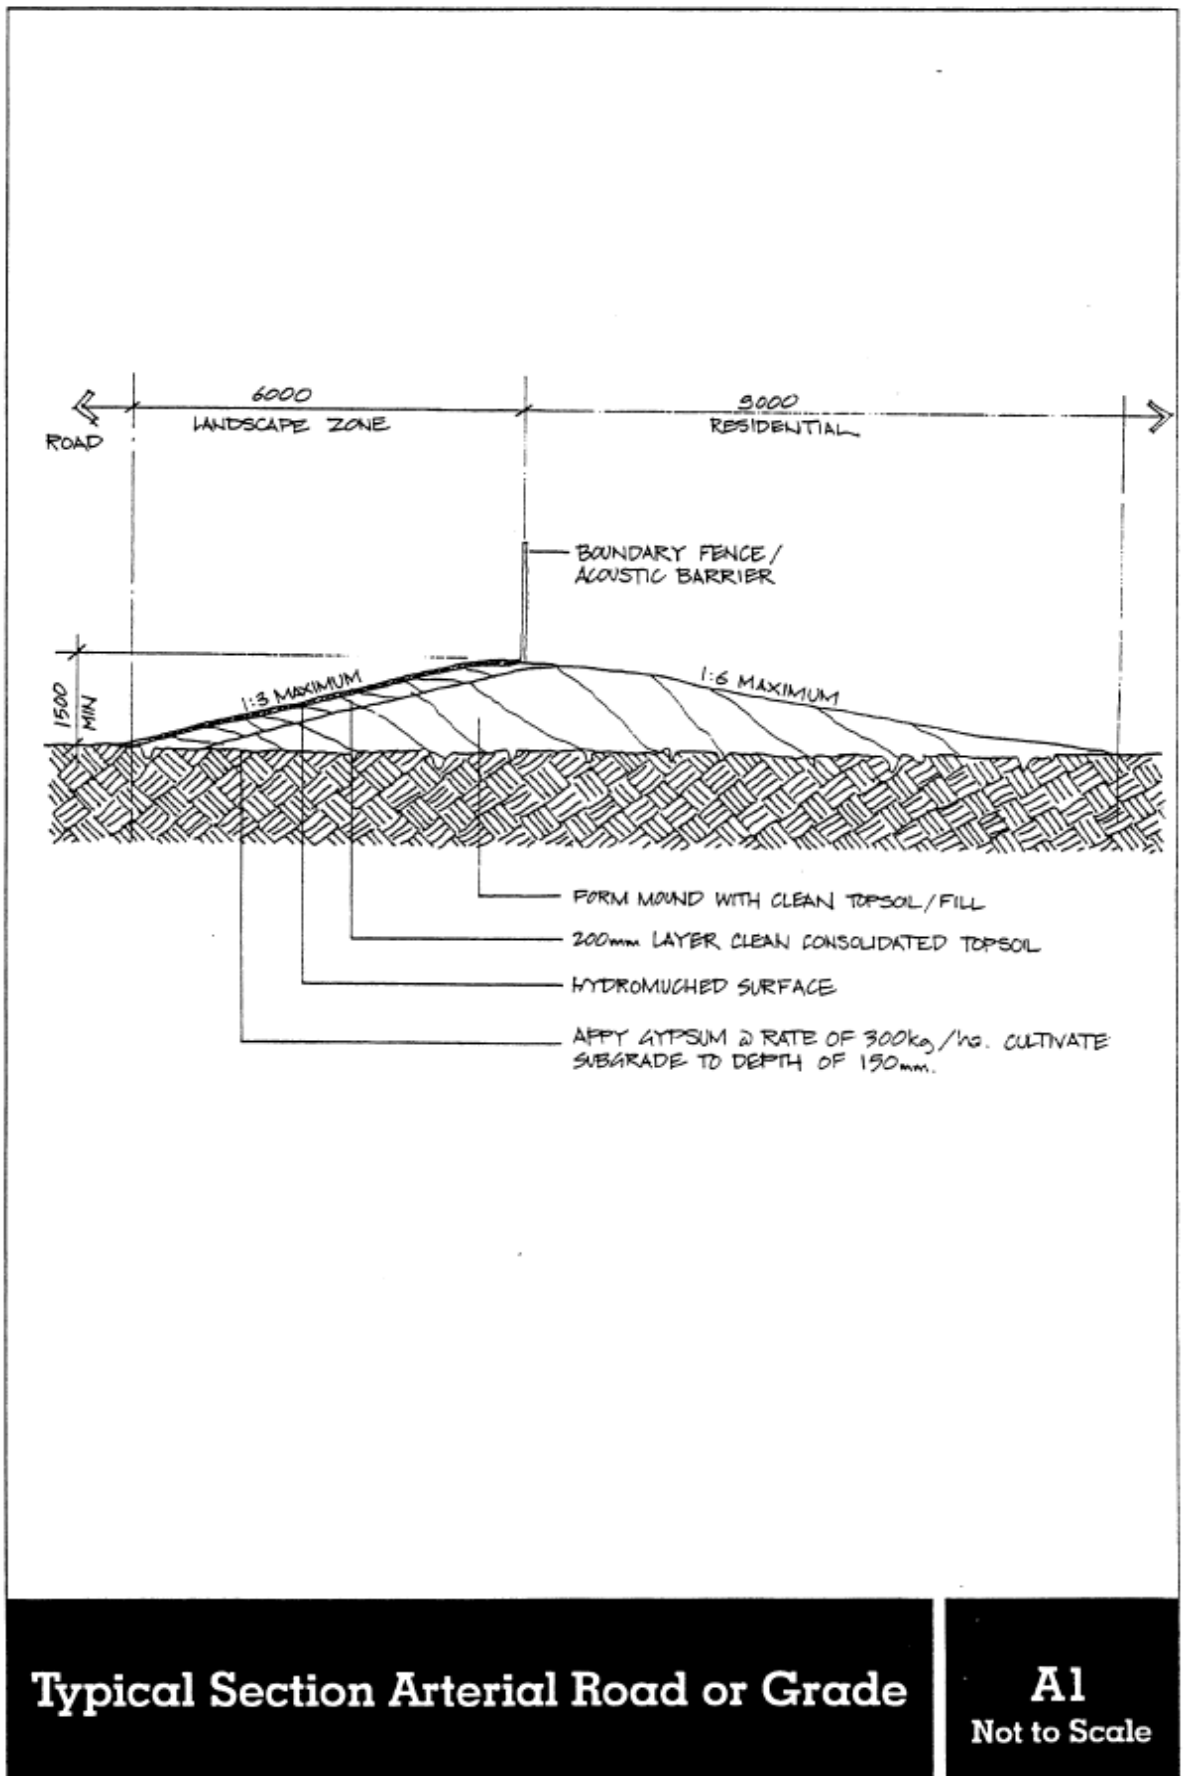 6000
9000
LANDSCAPE ZONE
RESIDENTIAL
ROAD
BOUNDARY FENCE/
ACOUSTIC BARRIER
1:3 MAXIMUM
1:6 MAXIMUM
1500
MIN
FORM MOUND WITH CLEAN TOPSOIL/FILL
200mm LAYER CLEAN CONSOLIDATED TOPSOIL
HYDROMUCHED SURFACE
APPY GYPSUM @ RATE OF 300kg/ha. CULTIVATE
SUBGRADE TO DEPTH OF 150mm.
Typical Section Arterial Road or Grade
A1
Not to Scale